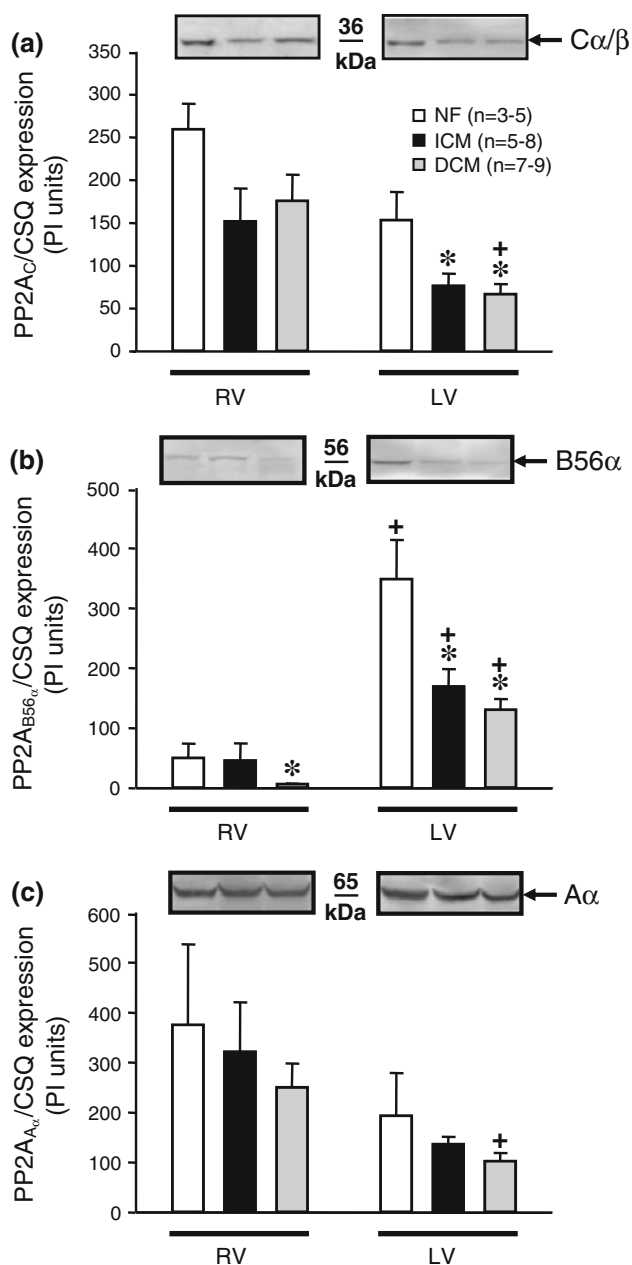 (a)
36
kDa
Cα/β
PP2AC/CSQ expression
(PI units)
350
300
250
200
150
100
50
0
NF (n=3-5)
ICM (n=5-8)
DCM (n=7-9)
*
+
*
RV
LV
(b)
56
kDa
B56α
PP2AB56α/CSQ expression
(PI units)
500
400
300
200
100
0
*
+
+
*
+
*
RV
LV
(c)
65
kDa
Aα
PP2AAα/CSQ expression
(PI units)
600
500
400
300
200
100
0
+
RV
LV